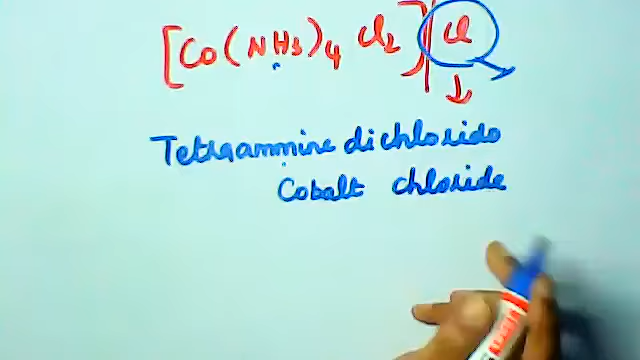 [Co(NH3)4 Cl2] Cl
Tetraammine dichlorido
Cobalt chloride